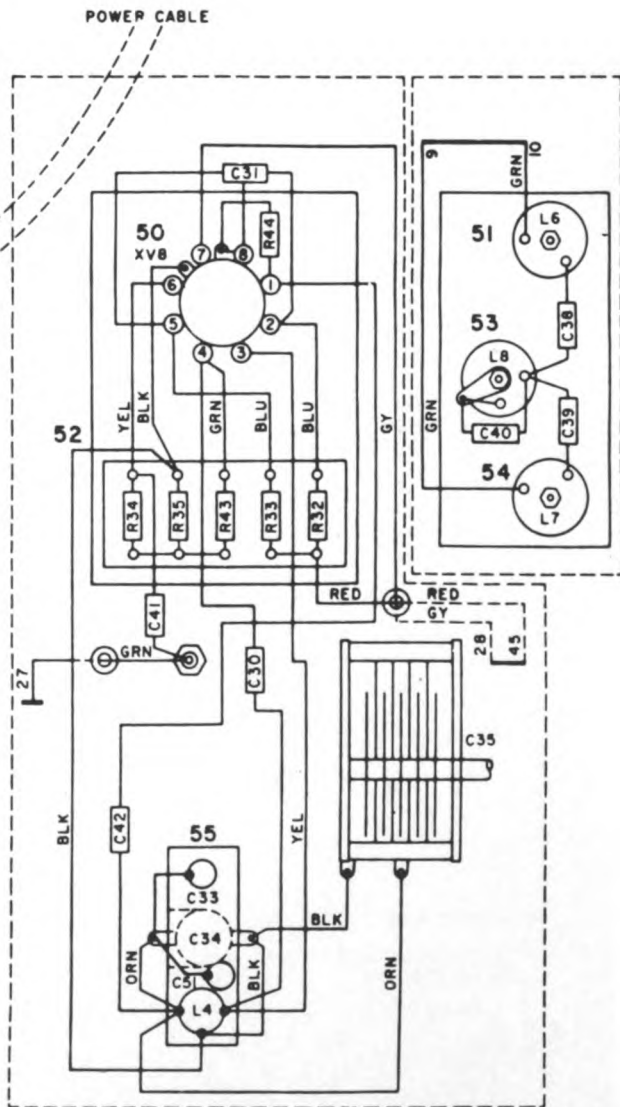 POWER CABLE
C31
50
XV8
7
8
R44
6
1
5
2
4
3
YEL
BLK
GRN
BLU
BLU
GY
52
R34
R35
R43
R33
R32
C41
RED
RED
GY
28
45
27
GRN
C30
C35
C42
BLK
YEL
55
C33
C34
C51
L4
ORN
BLK
BLK
ORN
9
10
GRN
51
L6
53
L8
C38
GRN
C40
C39
54
L7